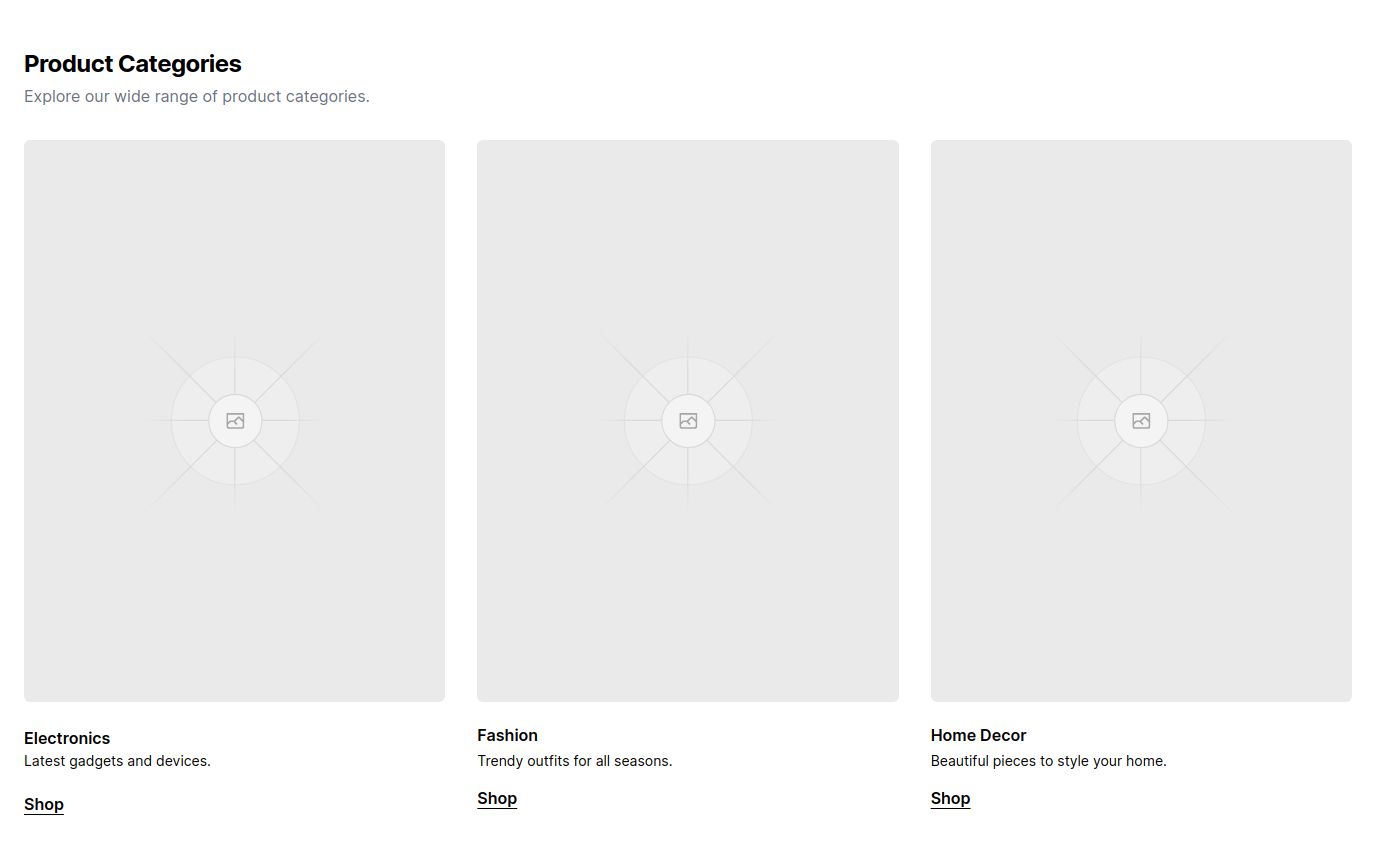 Product Categories
Explore our wide range of product categories.
Electronics
Latest gadgets and devices.
Shop
Fashion
Trendy outfits for all seasons.
Shop
Home Decor
Beautiful pieces to style your home.
Shop